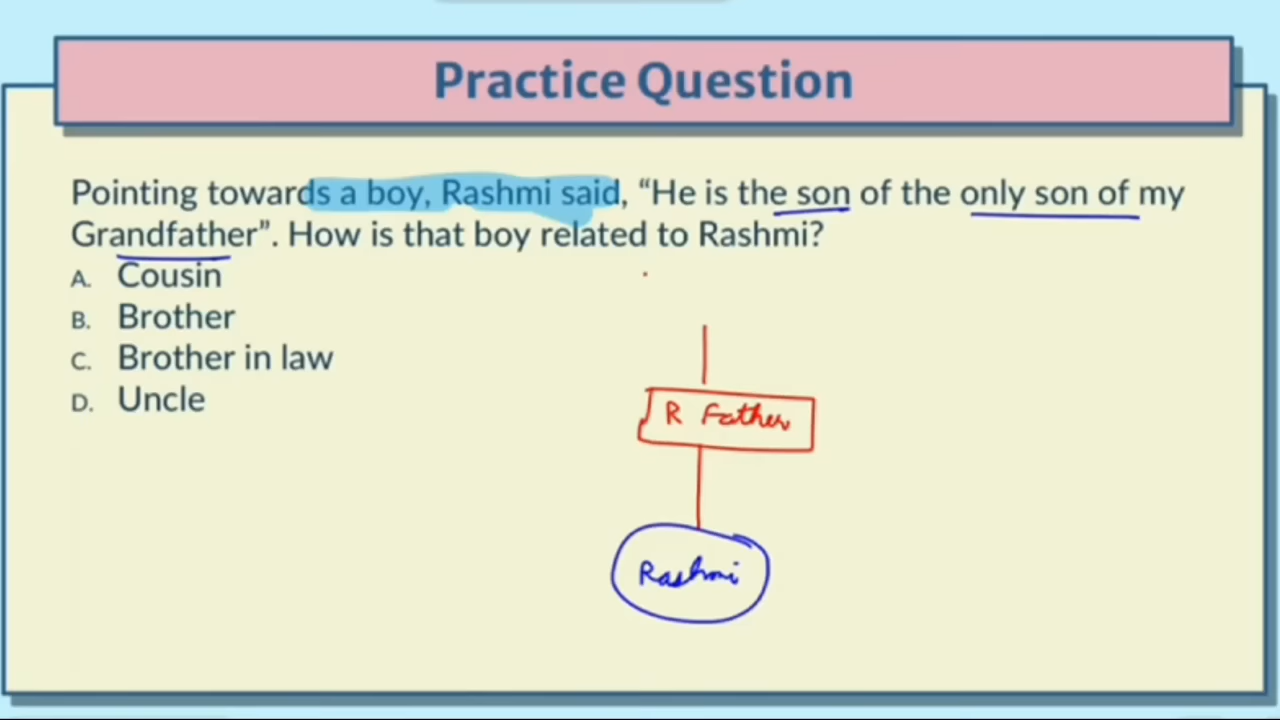 Practice Question
Pointing towards a boy, Rashmi said, “He is the son of the only son of my
Grandfather”. How is that boy related to Rashmi?
A. Cousin
B. Brother
C. Brother in law
D. Uncle
R Father
Rashmi